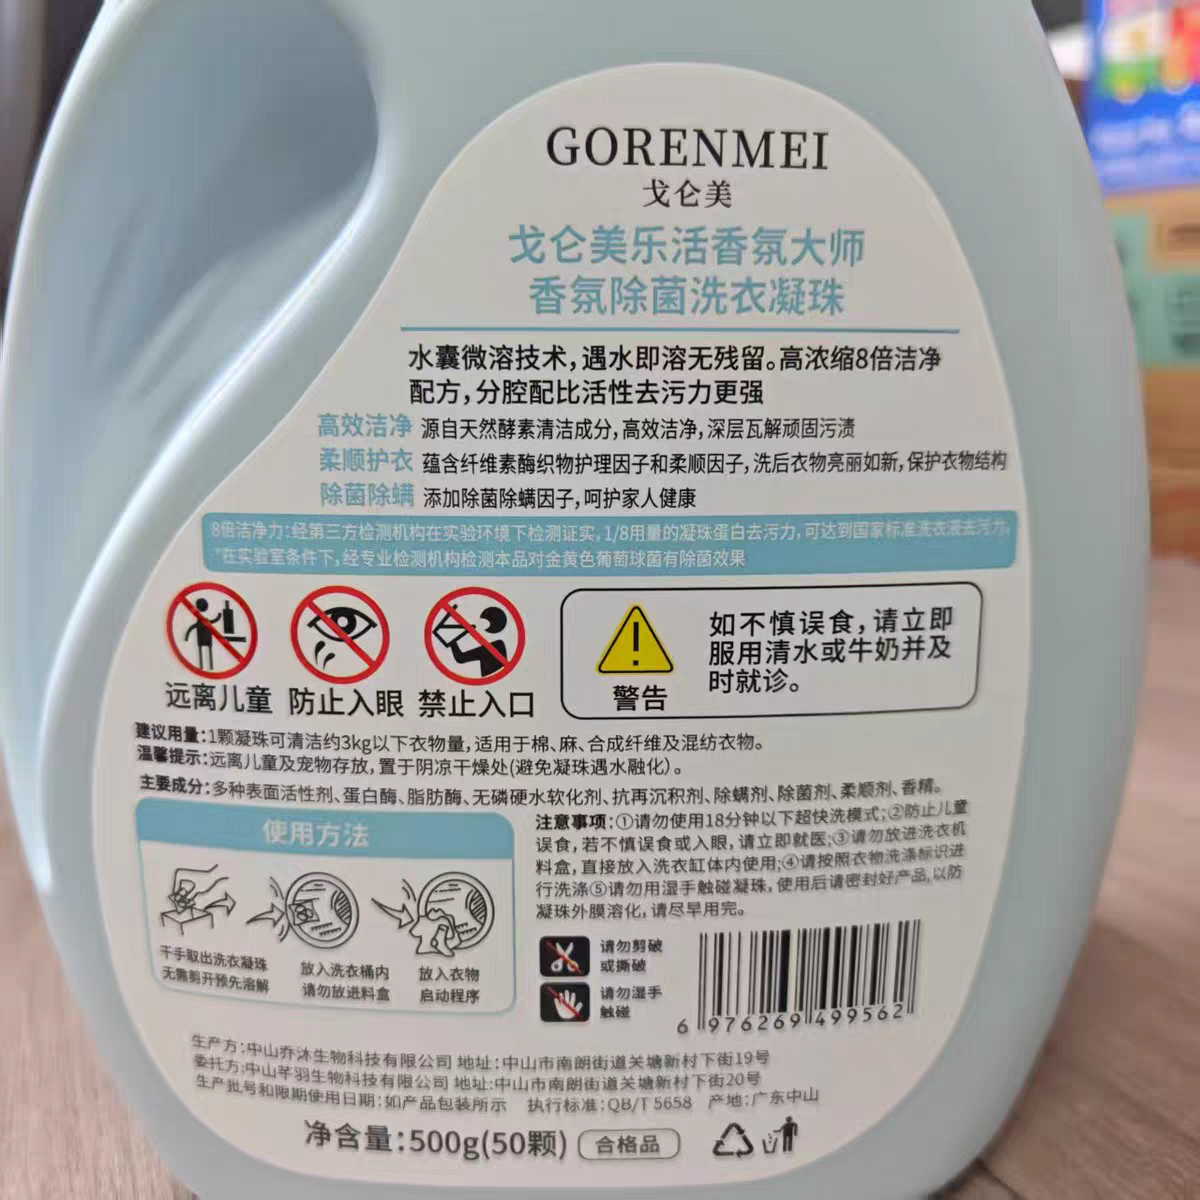 GORENMEI
戈仑美
戈仑美乐活香氛大师
香氛除菌洗衣凝珠
水囊微溶技术，遇水即溶无残留。高浓缩8倍洁净
配方，分腔配比活性去污力更强
高效洁净 源自天然酵素清洁成分，高效洁净，深层瓦解顽固污渍
柔顺护衣 蕴含纤维素酶织物护理因子和柔顺因子，洗后衣物亮丽如新，保护衣物结构
除菌除螨 添加除菌除螨因子，呵护家人健康
8倍洁净力：经第三方检测机构在实验环境下检测证实，1/8用量的凝珠蛋白去污力，可达到国家标准洗衣液去污力。
*在实验室条件下，经专业检测机构检测本品对金黄色葡萄球菌有除菌效果
远离儿童 防止入眼 禁止入口
警告
如不慎误食，请立即
服用清水或牛奶并及
时就诊。
建议用量：1颗凝珠可清洁约3kg以下衣物量，适用于棉、麻、合成纤维及混纺衣物。
温馨提示：远离儿童及宠物存放，置于阴凉干燥处(避免凝珠遇水融化)。
主要成分：多种表面活性剂、蛋白酶、脂肪酶、无磷硬水软化剂、抗再沉积剂、除螨剂、除菌剂、柔顺剂、香精。
使用方法
干手取出洗衣凝珠
无需剪开预先溶解
放入洗衣桶内
请勿放进料盒
放入衣物
启动程序
注意事项：①请勿使用18分钟以下超快洗模式；②防止儿童
误食，若不慎误食或入眼，请立即就医；③请勿放进洗衣机
料盒，直接放入洗衣缸体内使用；④请按照衣物洗涤标识进
行洗涤⑤请勿用湿手触碰凝珠，使用后请密封好产品，以防
凝珠外膜溶化，请尽早用完。
请勿剪破
或撕破
请勿湿手
触碰
6 976269 499562
生产方：中山乔沐生物科技有限公司 地址：中山市南朗街道关塘新村下街19号
委托方：中山芊羽生物科技有限公司 地址：中山市南朗街道关塘新村下街20号
生产批号和限期使用日期：如产品包装所示 执行标准：QB/T 5658 产地：广东中山
净含量：500g(50颗) 合格品